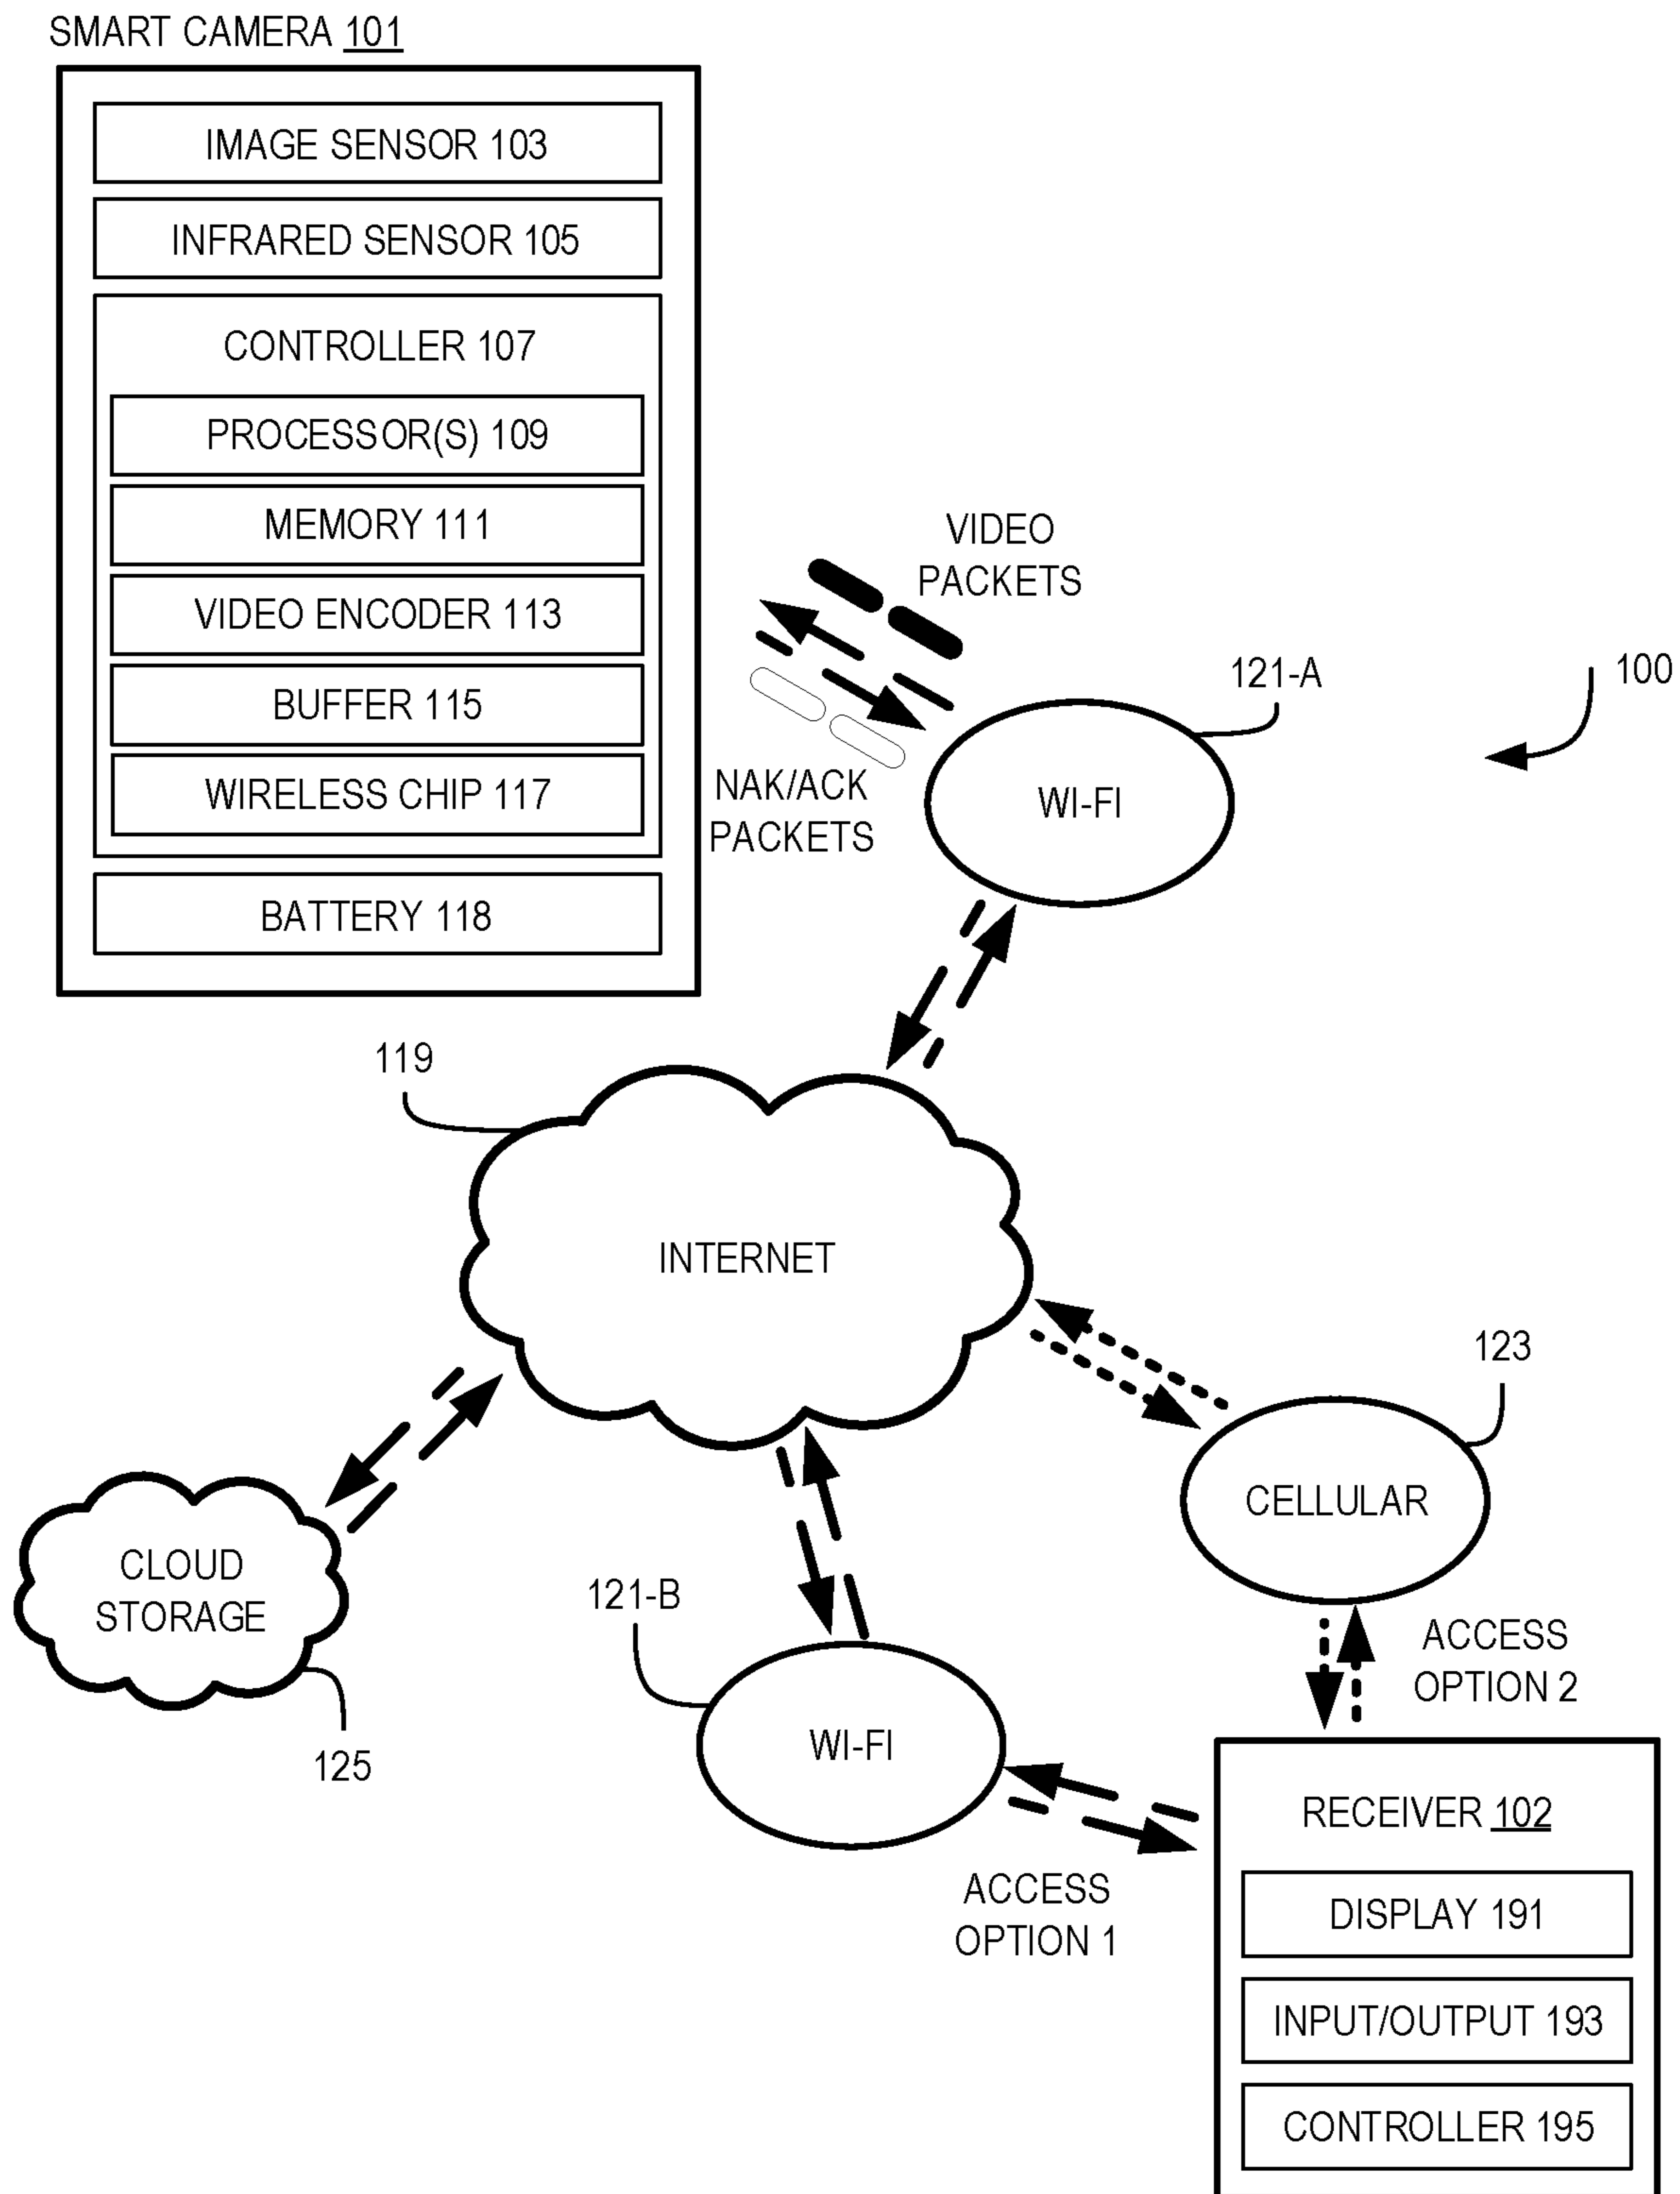 SMART CAMERA 101
IMAGE SENSOR 103
INFRARED SENSOR 105
CONTROLLER 107
PROCESSOR(S) 109
MEMORY 111
VIDEO ENCODER 113
BUFFER 115
WIRELESS CHIP 117
BATTERY 118
VIDEO
PACKETS
NAK/ACK
PACKETS
121-A
WI-FI
100
119
INTERNET
123
CELLULAR
CLOUD
STORAGE
125
121-B
WI-FI
ACCESS
OPTION 1
ACCESS
OPTION 2
RECEIVER 102
DISPLAY 191
INPUT/OUTPUT 193
CONTROLLER 195